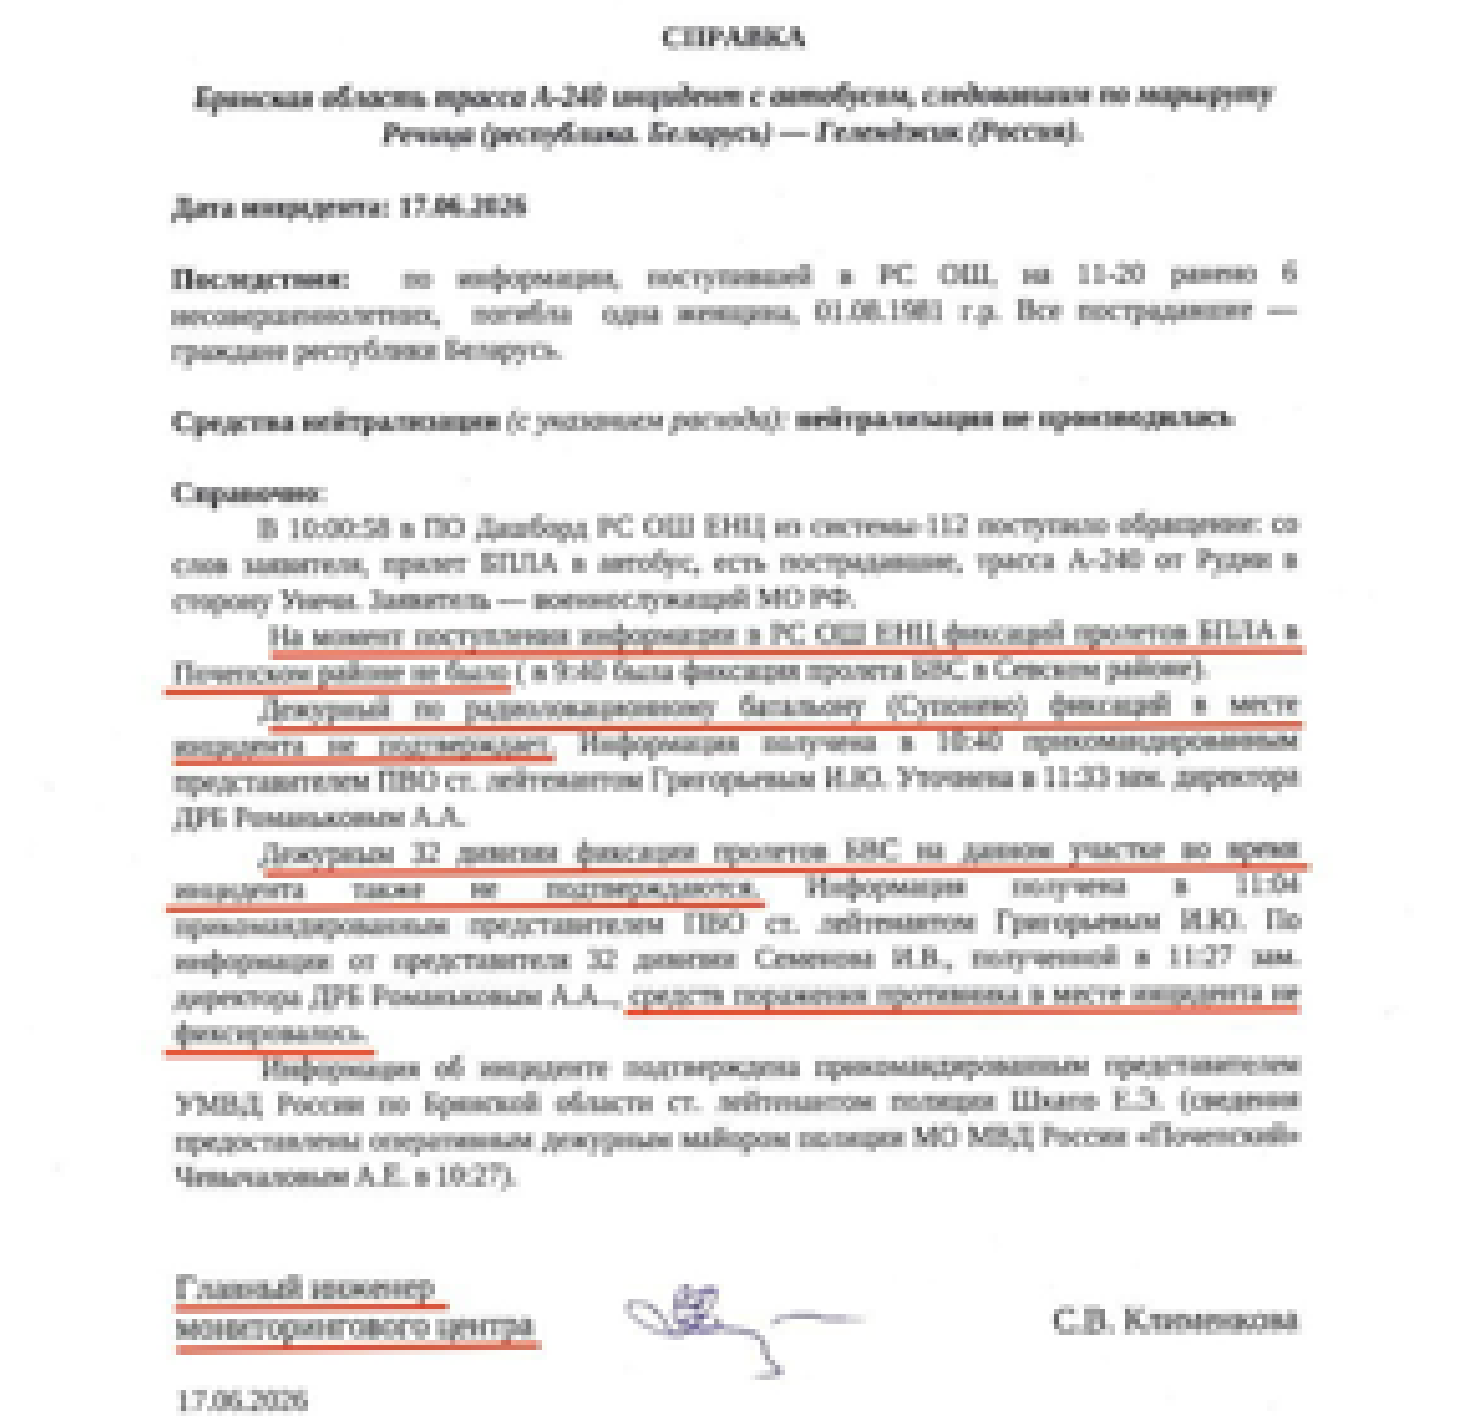 СПРАВКА
Брянская область трасса А-240 инцидент с автобусом, следовавшим по маршруту
Речица (республика. Беларусь) — Геленджик (Россия).
Дата инцидента: 17.06.2026
Последствия: по информации, поступившей в РС ОШ, на 11-20 ранено 6
несовершеннолетних, погибла одна женщина, 01.08.1981 г.р. Все пострадавшие —
граждане республики Беларусь.
Средства нейтрализации (с указанием расхода): нейтрализация не производилась
Справочно:
В 10:00:58 в ПО Дашборд РС ОШ ЕНЦ из системы-112 поступило обращение: со
слов заявителя, прилет БПЛА в автобус, есть пострадавшие, трасса А-240 от Рудни в
сторону Унечи. Заявитель — военнослужащий МО РФ.
На момент поступления информации в РС ОШ ЕНЦ фиксаций пролетов БПЛА в
Почепском районе не было ( в 9:40 была фиксация пролета БВС в Севском районе).
Дежурный по радиолокационному батальону (Супонево) фиксаций в месте
инцидента не подтверждает. Информация получена в 10:40 прикомандированным
представителем ПВО ст. лейтенантом Григорьевым И.Ю. Уточнена в 11:33 зам. директора
ДРБ Романьковым А.А.
Дежурным 32 дивизии фиксации пролетов БВС на данном участке во время
инцидента также не подтверждаются. Информация получена в 11:04
прикомандированным представителем ПВО ст. лейтенантом Григорьевым И.Ю. По
информации от представителя 32 дивизии Семенова И.В., полученной в 11:27 зам.
директора ДРБ Романьковым А.А.., средств поражения противника в месте инцидента не
фиксировалось.
Информация об инциденте подтверждена прикомандированным представителем
УМВД России по Брянской области ст. лейтенантом полиции Шкапо Е.Э. (сведения
предоставлены оперативным дежурным майором полиции МО МВД России «Почепский»
Чевычаловым А.Е. в 10:27).
Главный инженер
мониторингового центра
С.В. Клименкова
17.06.2026